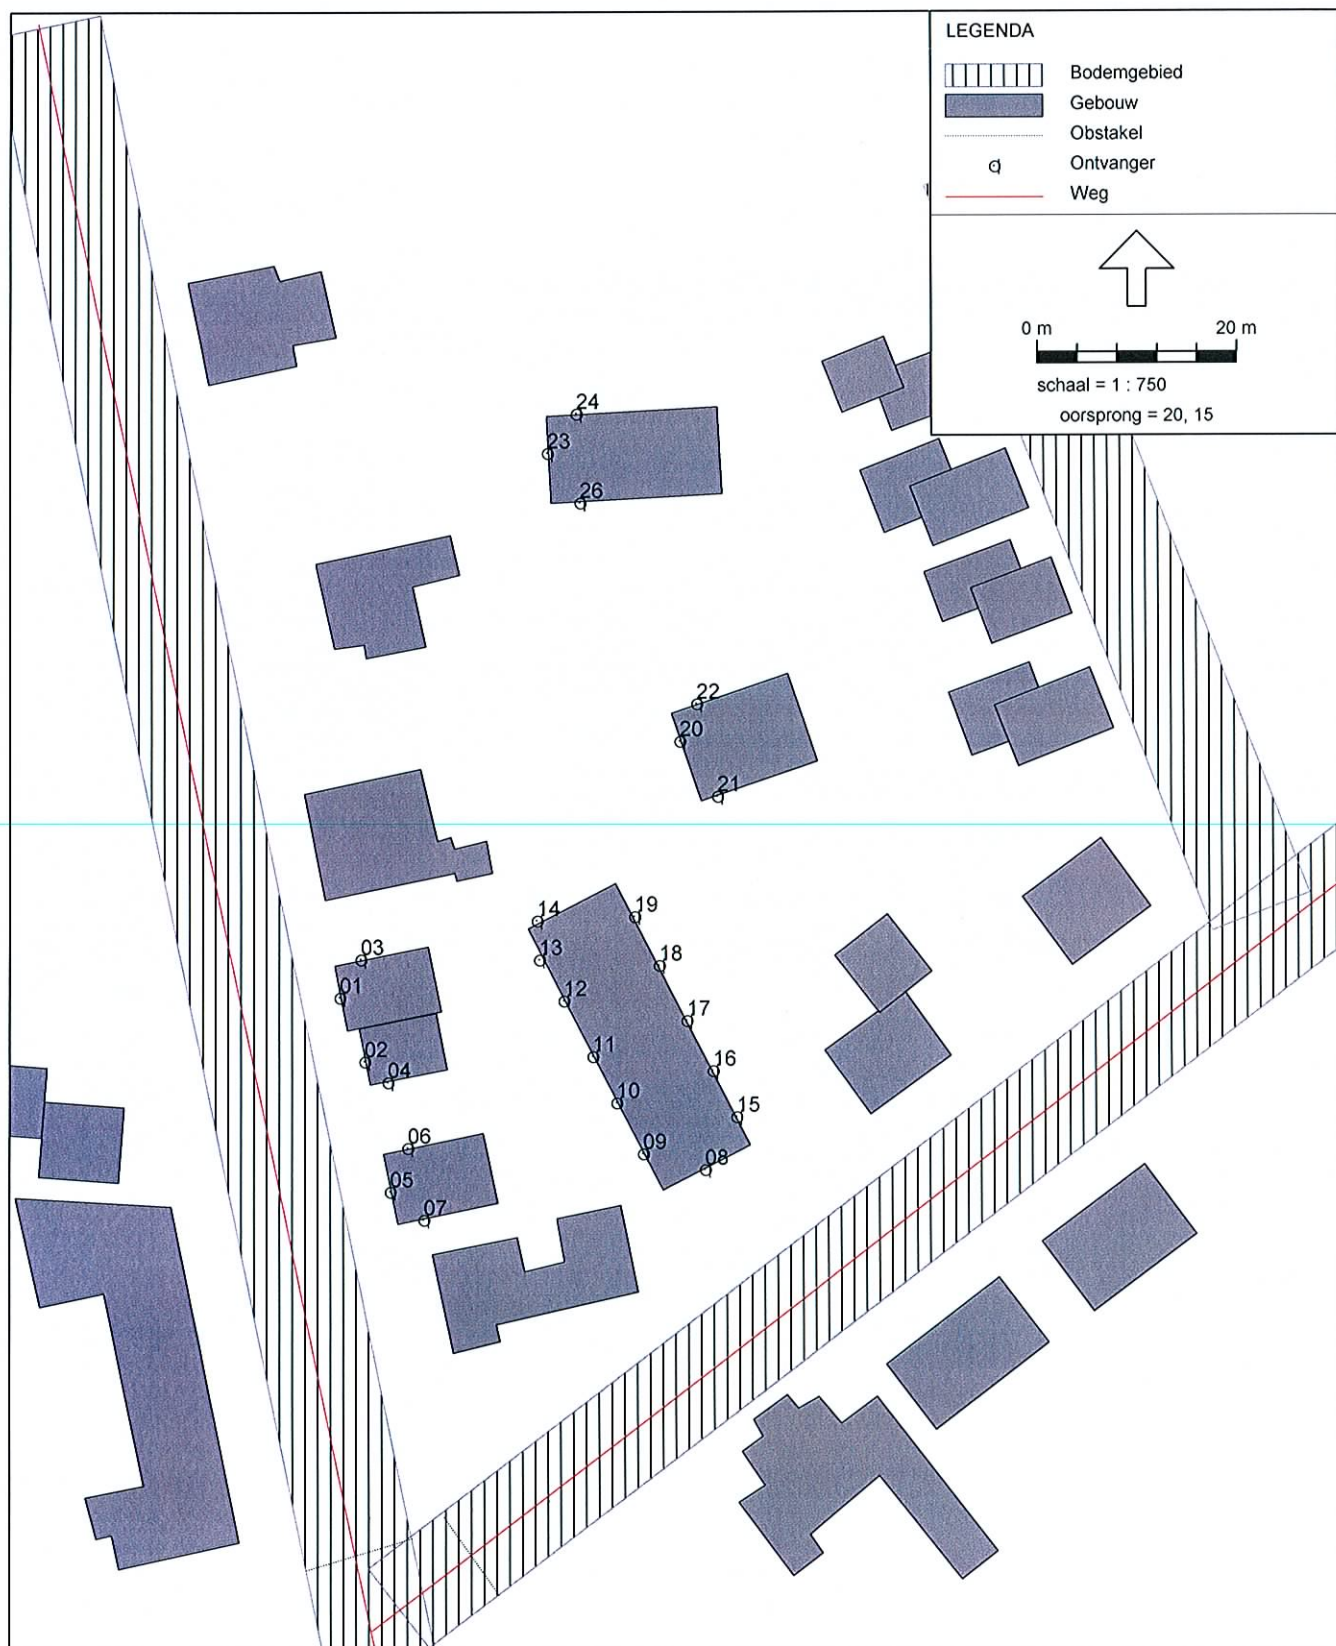 LEGENDA
Bodemgebied
Gebouw
Obstakel
Ontvanger
Weg
0 m 20 m
schaal = 1 : 750
oorsprong = 20, 15
24
23
26
22
20
21
14
19
13
03
18
01
12
17
11
02
16
04
10
15
06
09
08
05
07